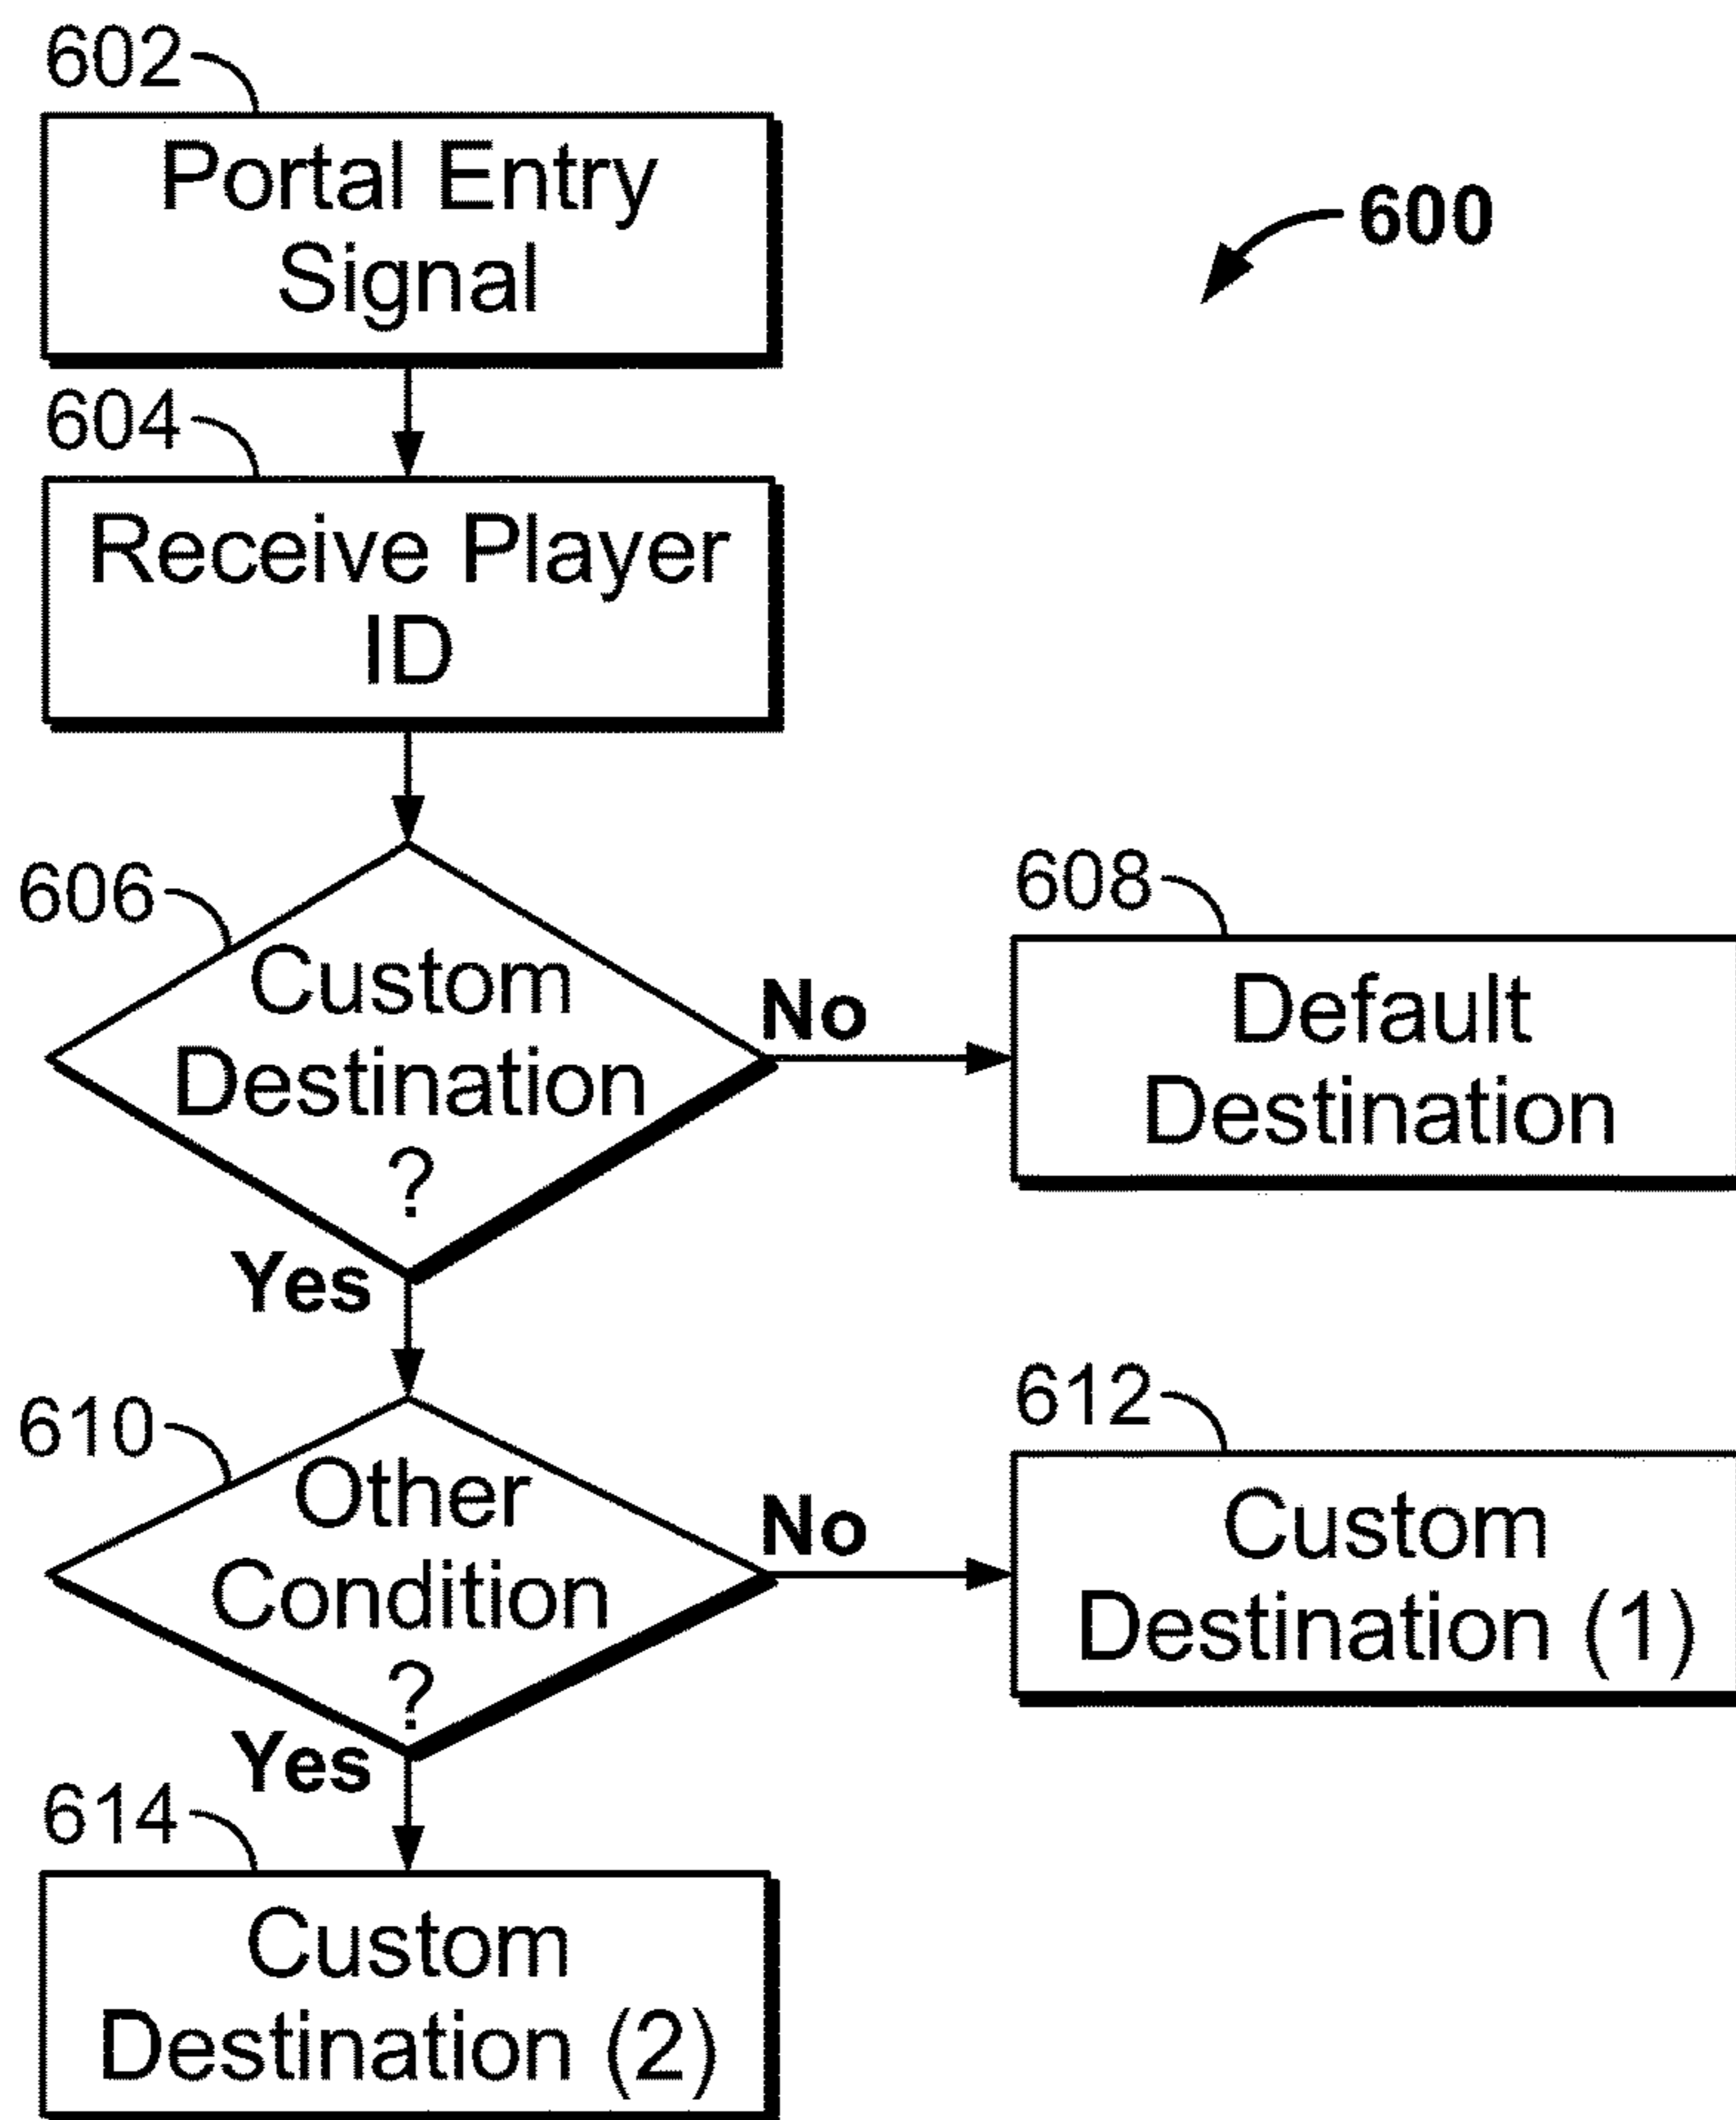 602
Portal Entry
Signal
600
604
Receive Player
ID
606
Custom
Destination
?
No
608
Default
Destination
Yes
610
Other
Condition
?
No
612
Custom
Destination (1)
Yes
614
Custom
Destination (2)